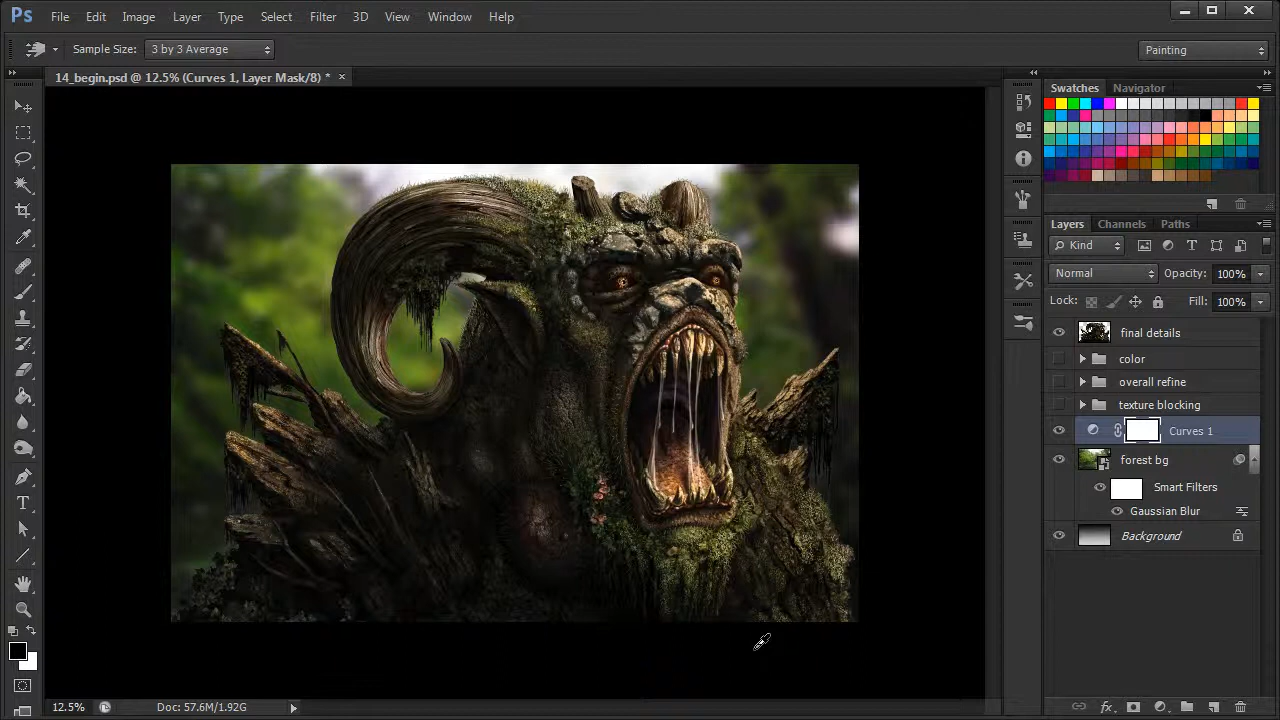 Ps File Edit Image Layer Type Select Filter 3D View Window Help
Sample Size: 3 by 3 Average Painting
14_begin.psd @ 12.5% (Curves 1, Layer Mask/8) * ×
Swatches Navigator
Layers Channels Paths
Kind
Normal Opacity: 100%
Lock: Fill: 100%
final details
color
overall refine
texture blocking
Curves 1
forest bg
Smart Filters
Gaussian Blur
Background
12.5% Doc: 57.6M/1.92G